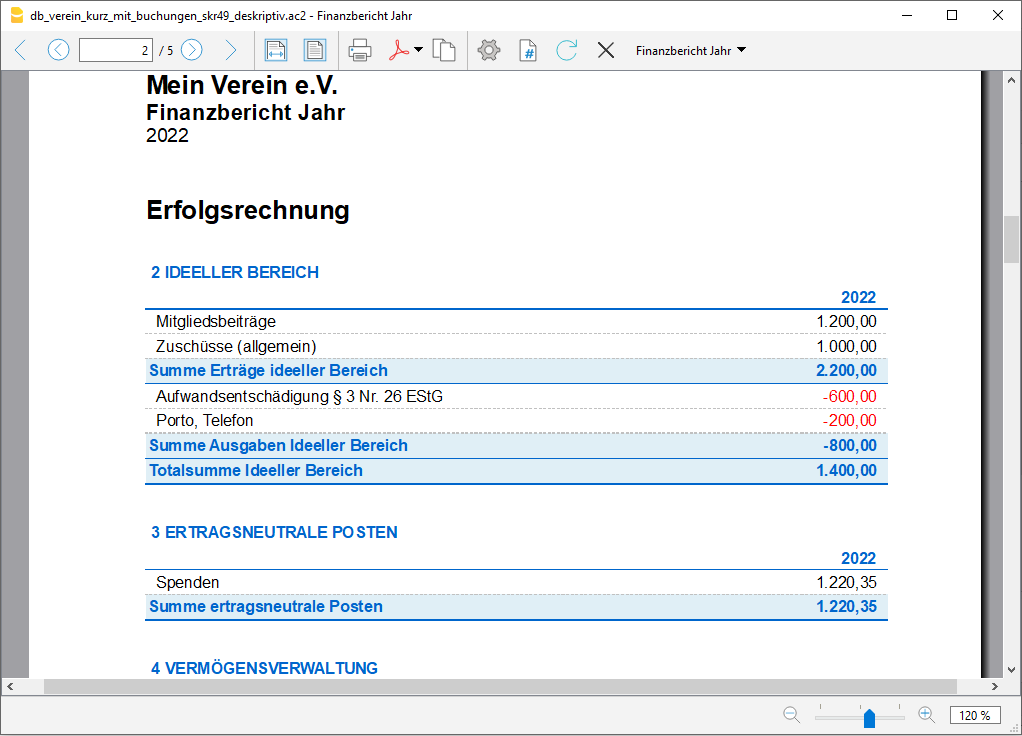 db_verein_kurz_mit_buchungen_skr49_deskriptiv.ac2 - Finanzbericht Jahr
2 / 5 # Finanzbericht Jahr
Mein Verein e.V.
Finanzbericht Jahr
2022
Erfolgsrechnung
2 IDEELLER BEREICH
2022
Mitgliedsbeiträge 1.200,00
Zuschüsse (allgemein) 1.000,00
Summe Erträge ideeller Bereich 2.200,00
Aufwandsentschädigung § 3 Nr. 26 EStG -600,00
Porto, Telefon -200,00
Summe Ausgaben Ideeller Bereich -800,00
Totalsumme Ideeller Bereich 1.400,00
3 ERTRAGSNEUTRALE POSTEN
2022
Spenden 1.220,35
Summe ertragsneutrale Posten 1.220,35
4 VERMÖGENSVERWALTUNG
120 %